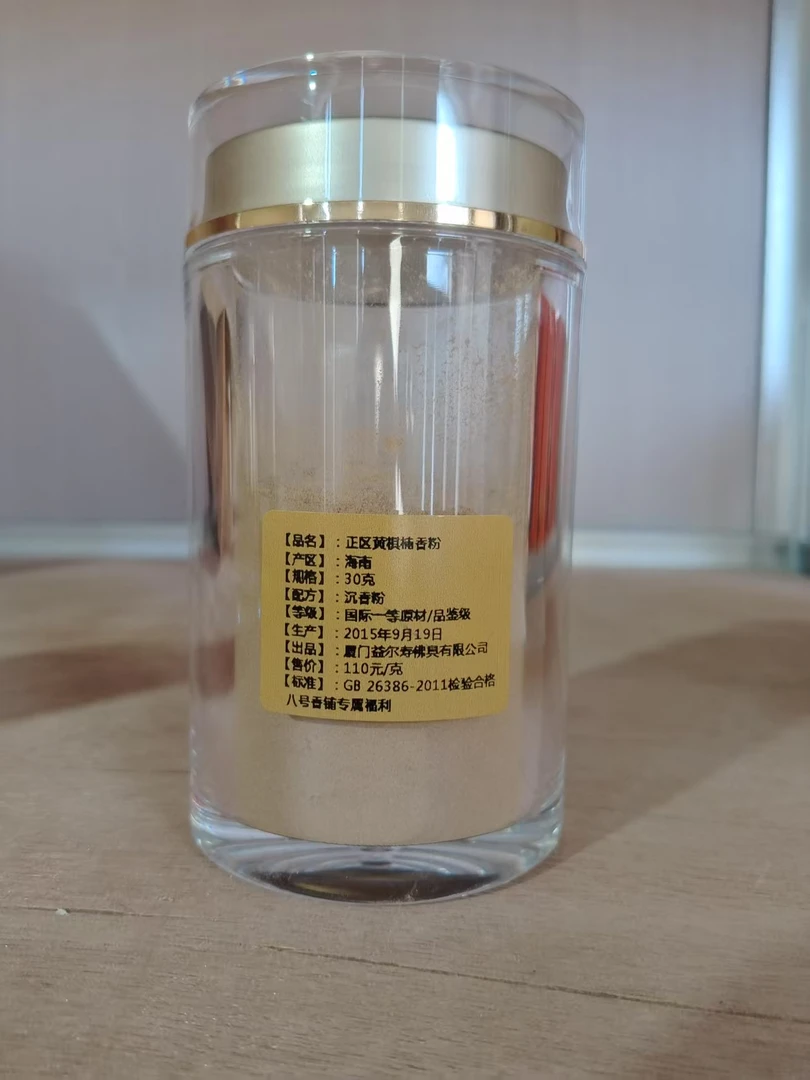 【品名】：正区黄棋楠香粉
【产区】：海南
【规格】：30克
【配方】：沉香粉
【等级】：国际一等原材/品鉴级
【生产】：2015年9月19日
【出品】：厦门益尔寿佛具有限公司
【售价】：110元/克
【标准】：GB 26386-2011检验合格
八号香铺专属福利